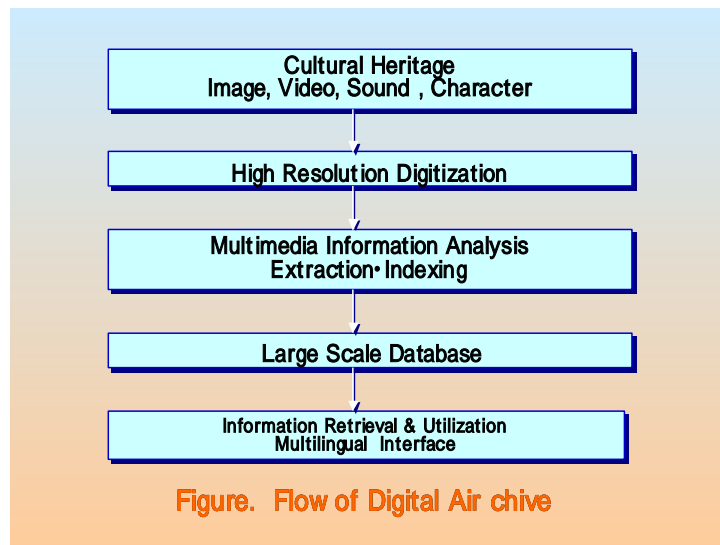 Cultural Heritage
Image, Video, Sound , Character
High Resolution Digitization
Multimedia Information Analysis
Extraction・Indexing
Large Scale Database
Information Retrieval & Utilization
Multilingual Interface
Figure. Flow of Digital Air chive